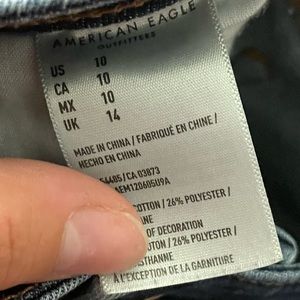 AMERICAN EAGLE
OUTFITTERS
US 10
CA 10
MX 10
UK 14
MADE IN CHINA / FABRIQUÉ EN CHINE /
HECHO EN CHINA
/CA 03873
AEM12060SU9A
COTTON / 26% POLYESTER /
OF DECORATION
/ 26% POLYESTER /
À L'EXCEPTION DE LA GARNITURE